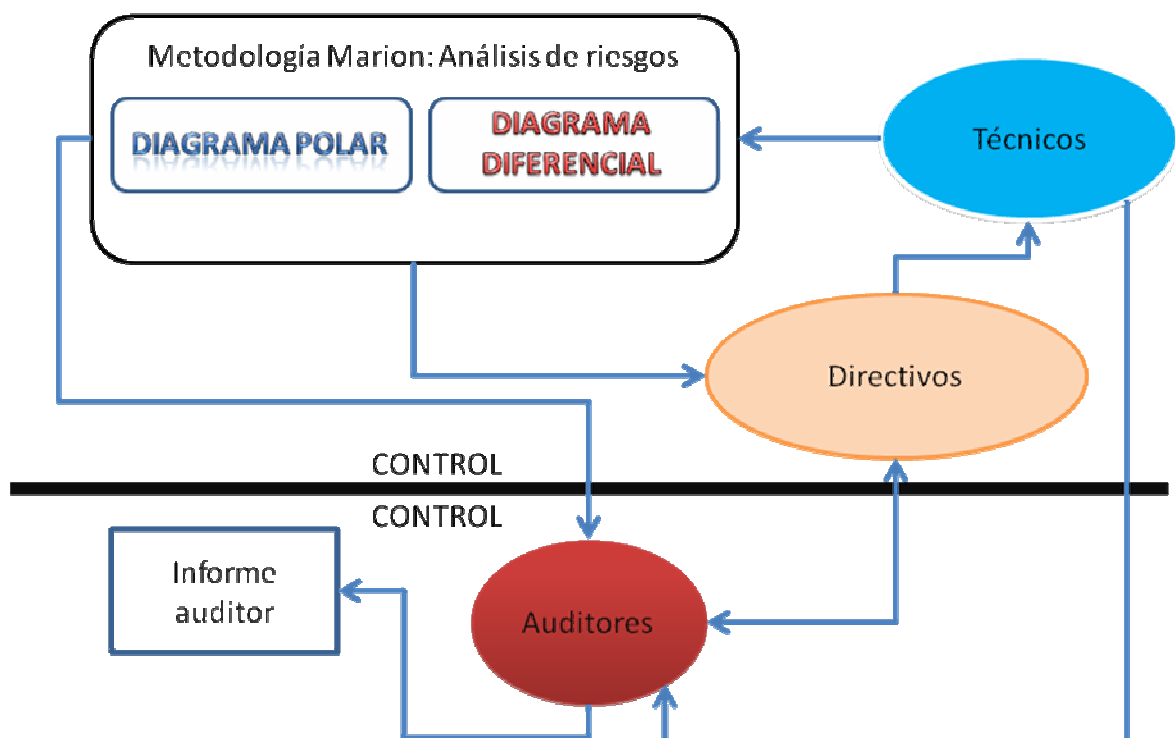 Metodología Marion: Análisis de riesgos
DIAGRAMA POLAR
DIAGRAMA
DIFERENCIAL
Técnicos
Directivos
CONTROL
CONTROL
Informe
auditor
Auditores